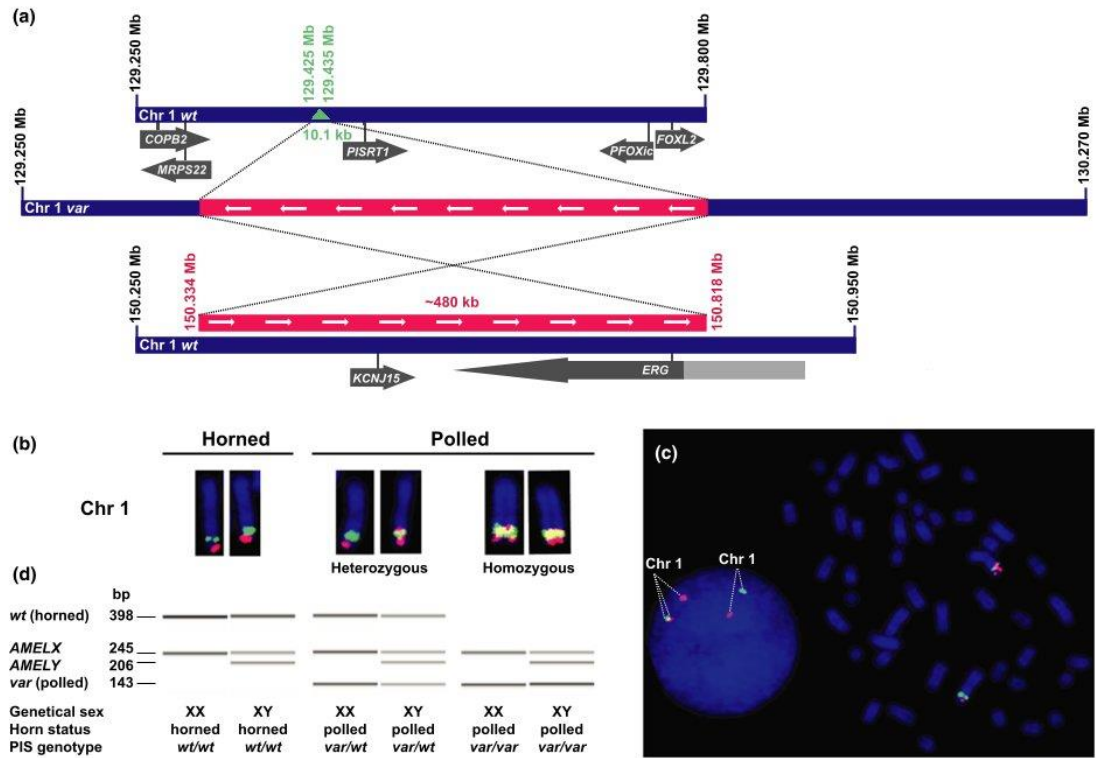 (a)
129.250 Mb
129.425 Mb
129.435 Mb
129.800 Mb
Chr 1 wt
10.1 kb
COPB2
MRPS22
PISRT1
PFOXic
FOXL2
129.250 Mb
130.270 Mb
Chr 1 var
150.250 Mb
150.334 Mb
~480 kb
150.818 Mb
150.950 Mb
Chr 1 wt
KCNJ15
ERG
(b)
Horned
Polled
Chr 1
Heterozygous
Homozygous
(c)
Chr 1
Chr 1
(d)
bp
wt (horned) 398
AMELX 245
AMELY 206
var (polled) 143
Genetical sex XX XY XX XY XX XY
Horn status horned horned polled polled polled polled
PIS genotype wt/wt wt/wt var/wt var/wt var/var var/var